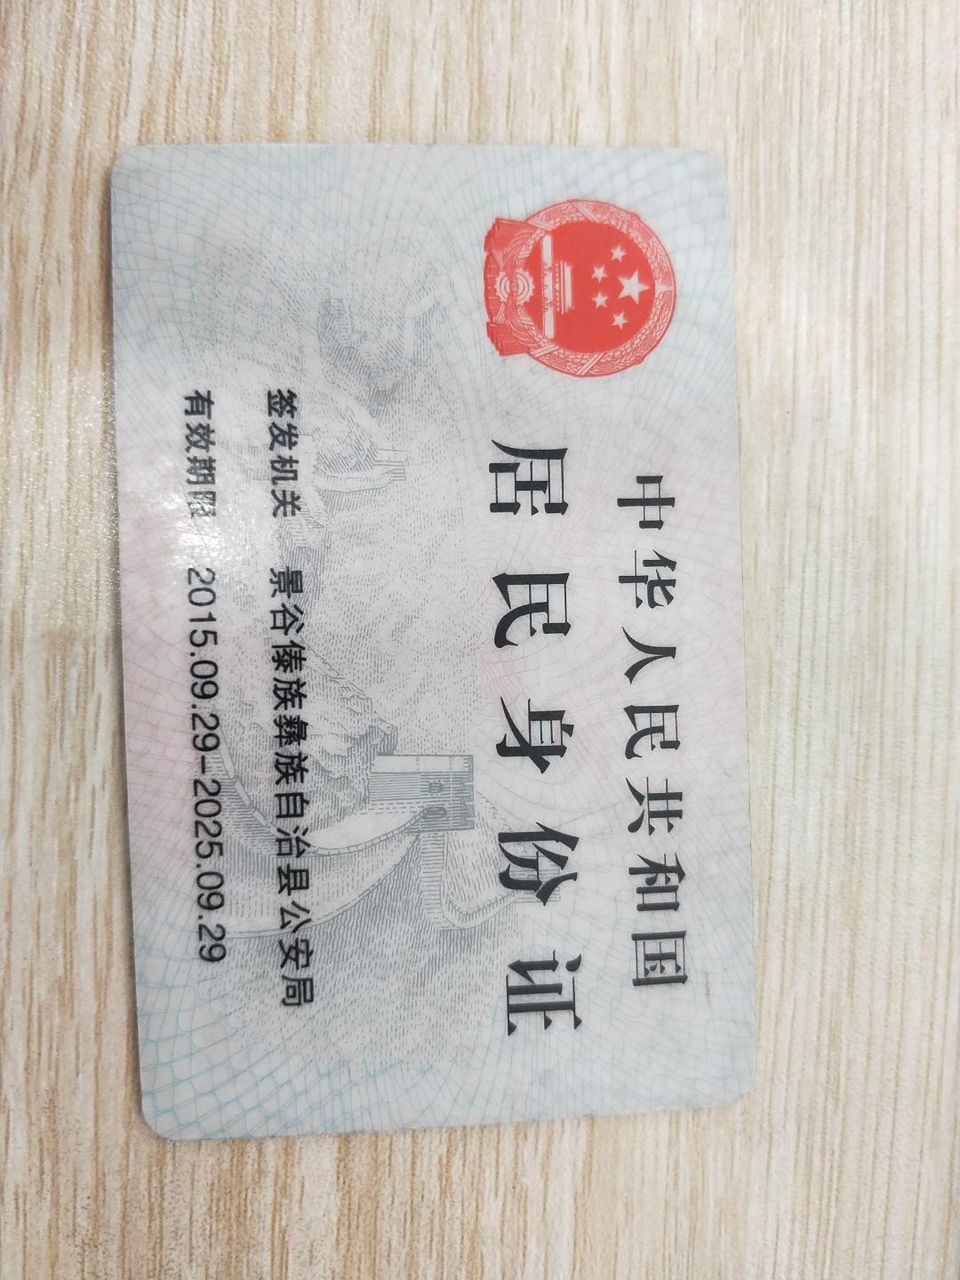 中华人民共和国
居民身份证
签发机关 景谷傣族彝族自治县公安局
有效期限 2015.09.29-2025.09.29